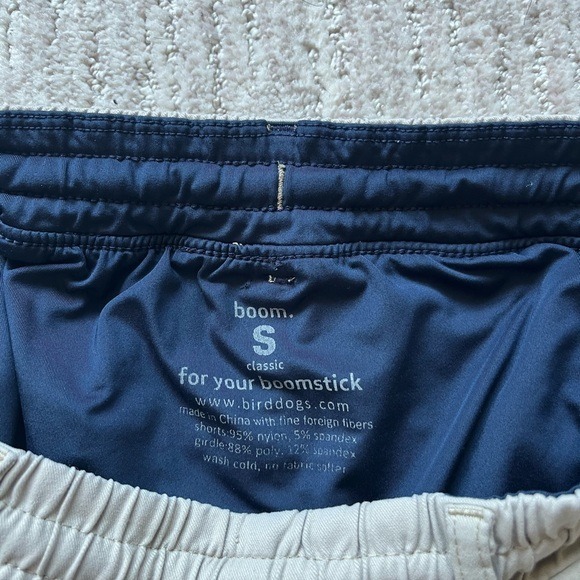 boom.
S
classic
for your boomstick
www.birddogs.com
made in China with fine foreign fibers
shorts:95% nylon, 5% spandex
girdle:88% poly, 12% spandex
wash cold, no fabric softer